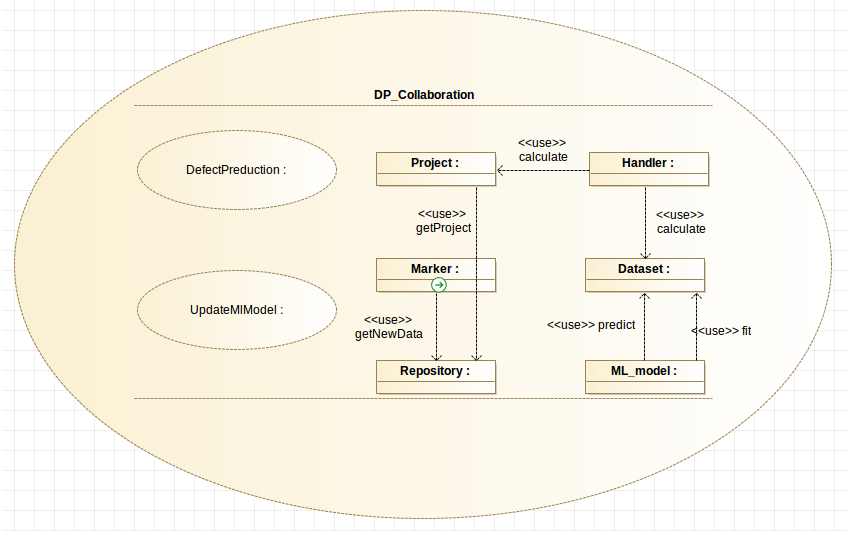 DP_Collaboration
<<use>>
calculate
DefectPreduction :
Project :
Handler :
<<use>>
getProject
<<use>>
calculate
Marker :
Dataset :
UpdateMlModel :
<<use>>
getNewData
<<use>> predict
<<use>> fit
Repository :
ML_model :